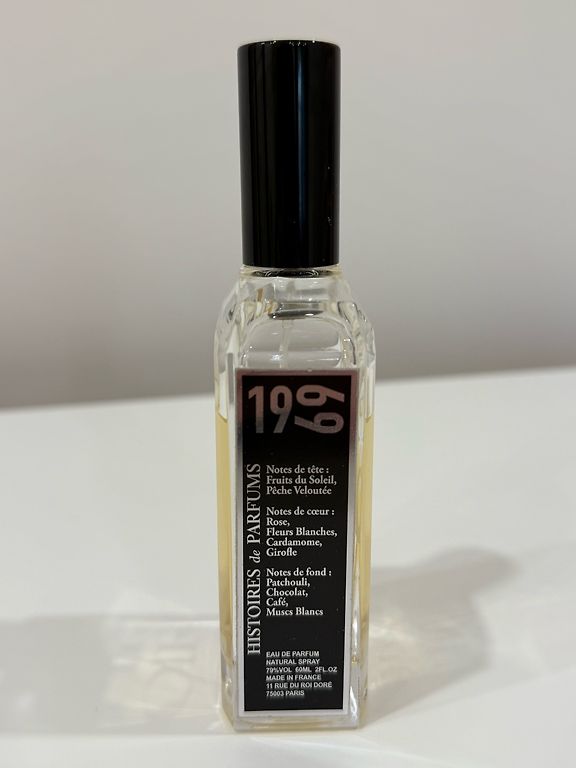 1969
HISTOIRES de PARFUMS
Notes de tête :
Fruits du Soleil,
Pêche Veloutée
Notes de cœur :
Rose,
Fleurs Blanches,
Cardamome,
Girofle
Notes de fond :
Patchouli,
Chocolat,
Café,
Muscs Blancs
EAU DE PARFUM
NATURAL SPRAY
79%VOL 60ML 2FL.OZ
MADE IN FRANCE
11 RUE DU ROI DORÉ
75003 PARIS